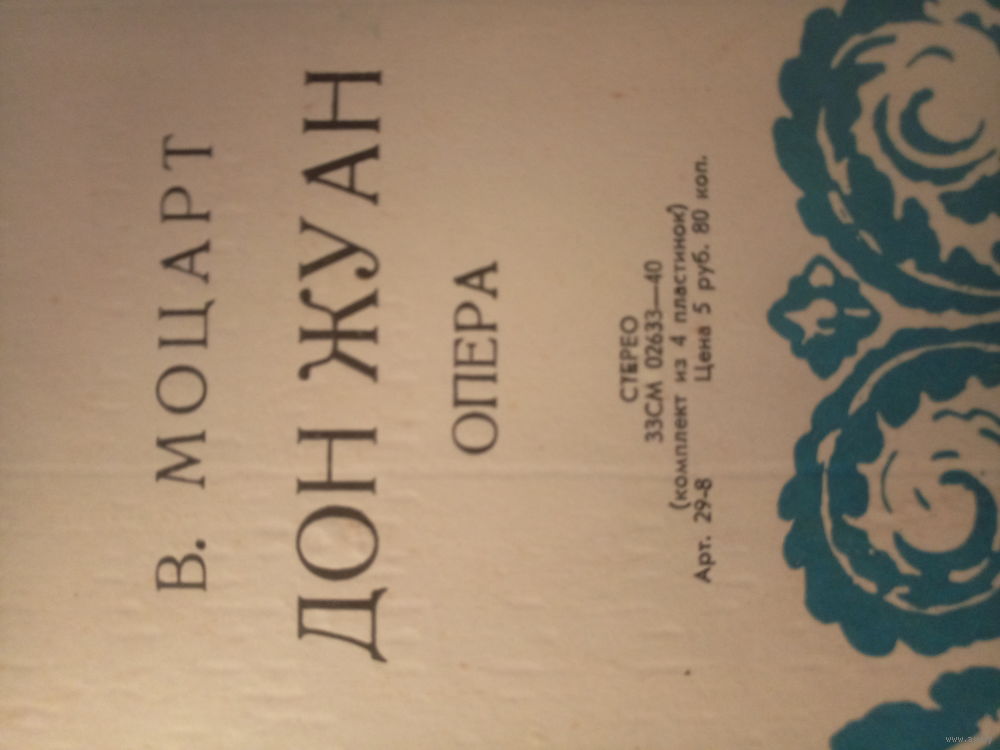 В. МОЦАРТ
ДОН ЖУАН
ОПЕРА
СТЕРЕО
33СМ 02633—40
(комплект из 4 пластинок)
Арт. 29-8 Цена 5 руб. 80 коп.